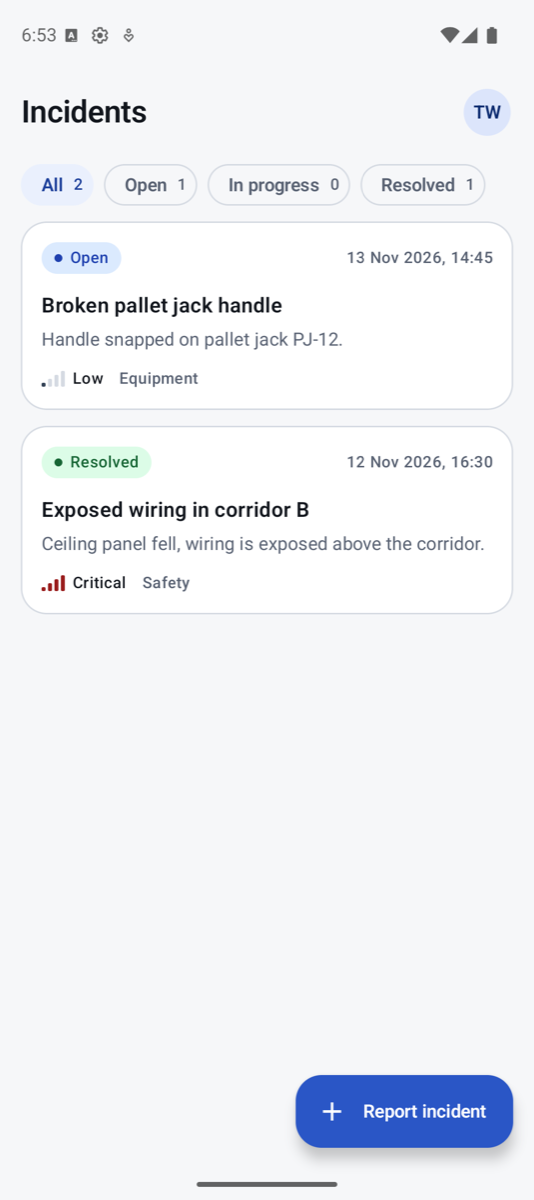 6:53
Incidents
TW
All 2
Open 1
In progress 0
Resolved 1
Open
13 Nov 2026, 14:45
Broken pallet jack handle
Handle snapped on pallet jack PJ-12.
Low Equipment
Resolved
12 Nov 2026, 16:30
Exposed wiring in corridor B
Ceiling panel fell, wiring is exposed above the corridor.
Critical Safety
+ Report incident